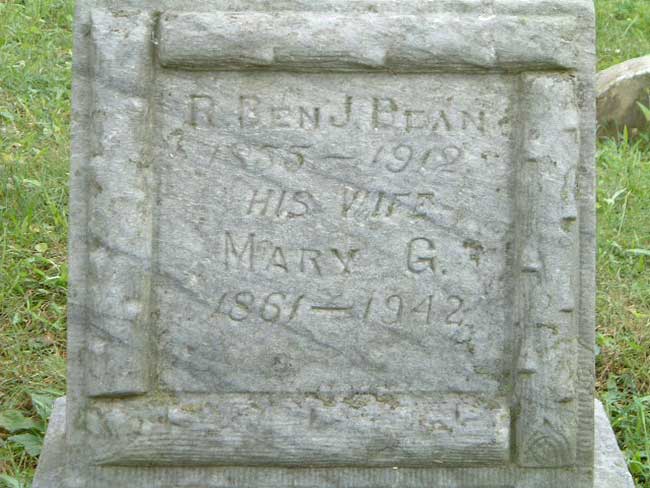 R. BENJ. BEAN
1855 – 1912
HIS WIFE
MARY G.
1861 – 1942